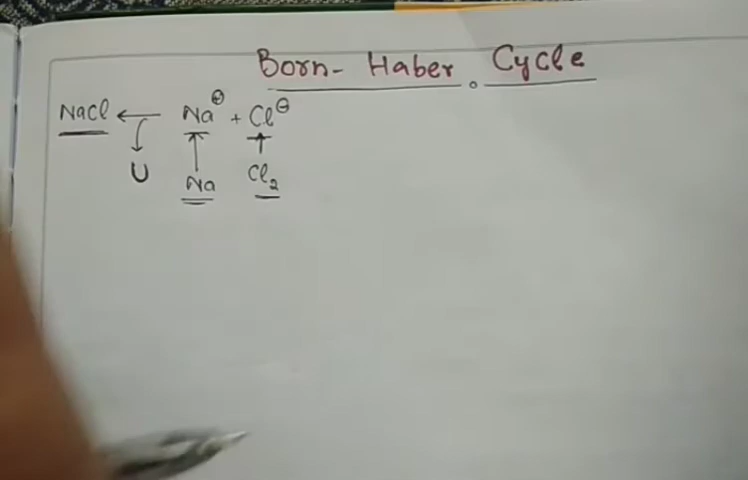 Born- Haber Cycle
NaCl ← Na⊕ + Cl⊖
U
Na Cl₂